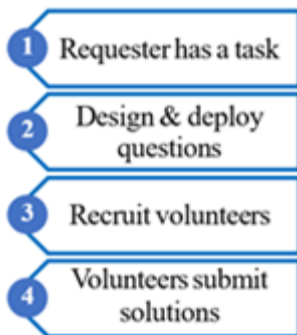 1 Requester has a task
2 Design & deploy
questions
3 Recruit volunteers
4 Volunteers submit
solutions